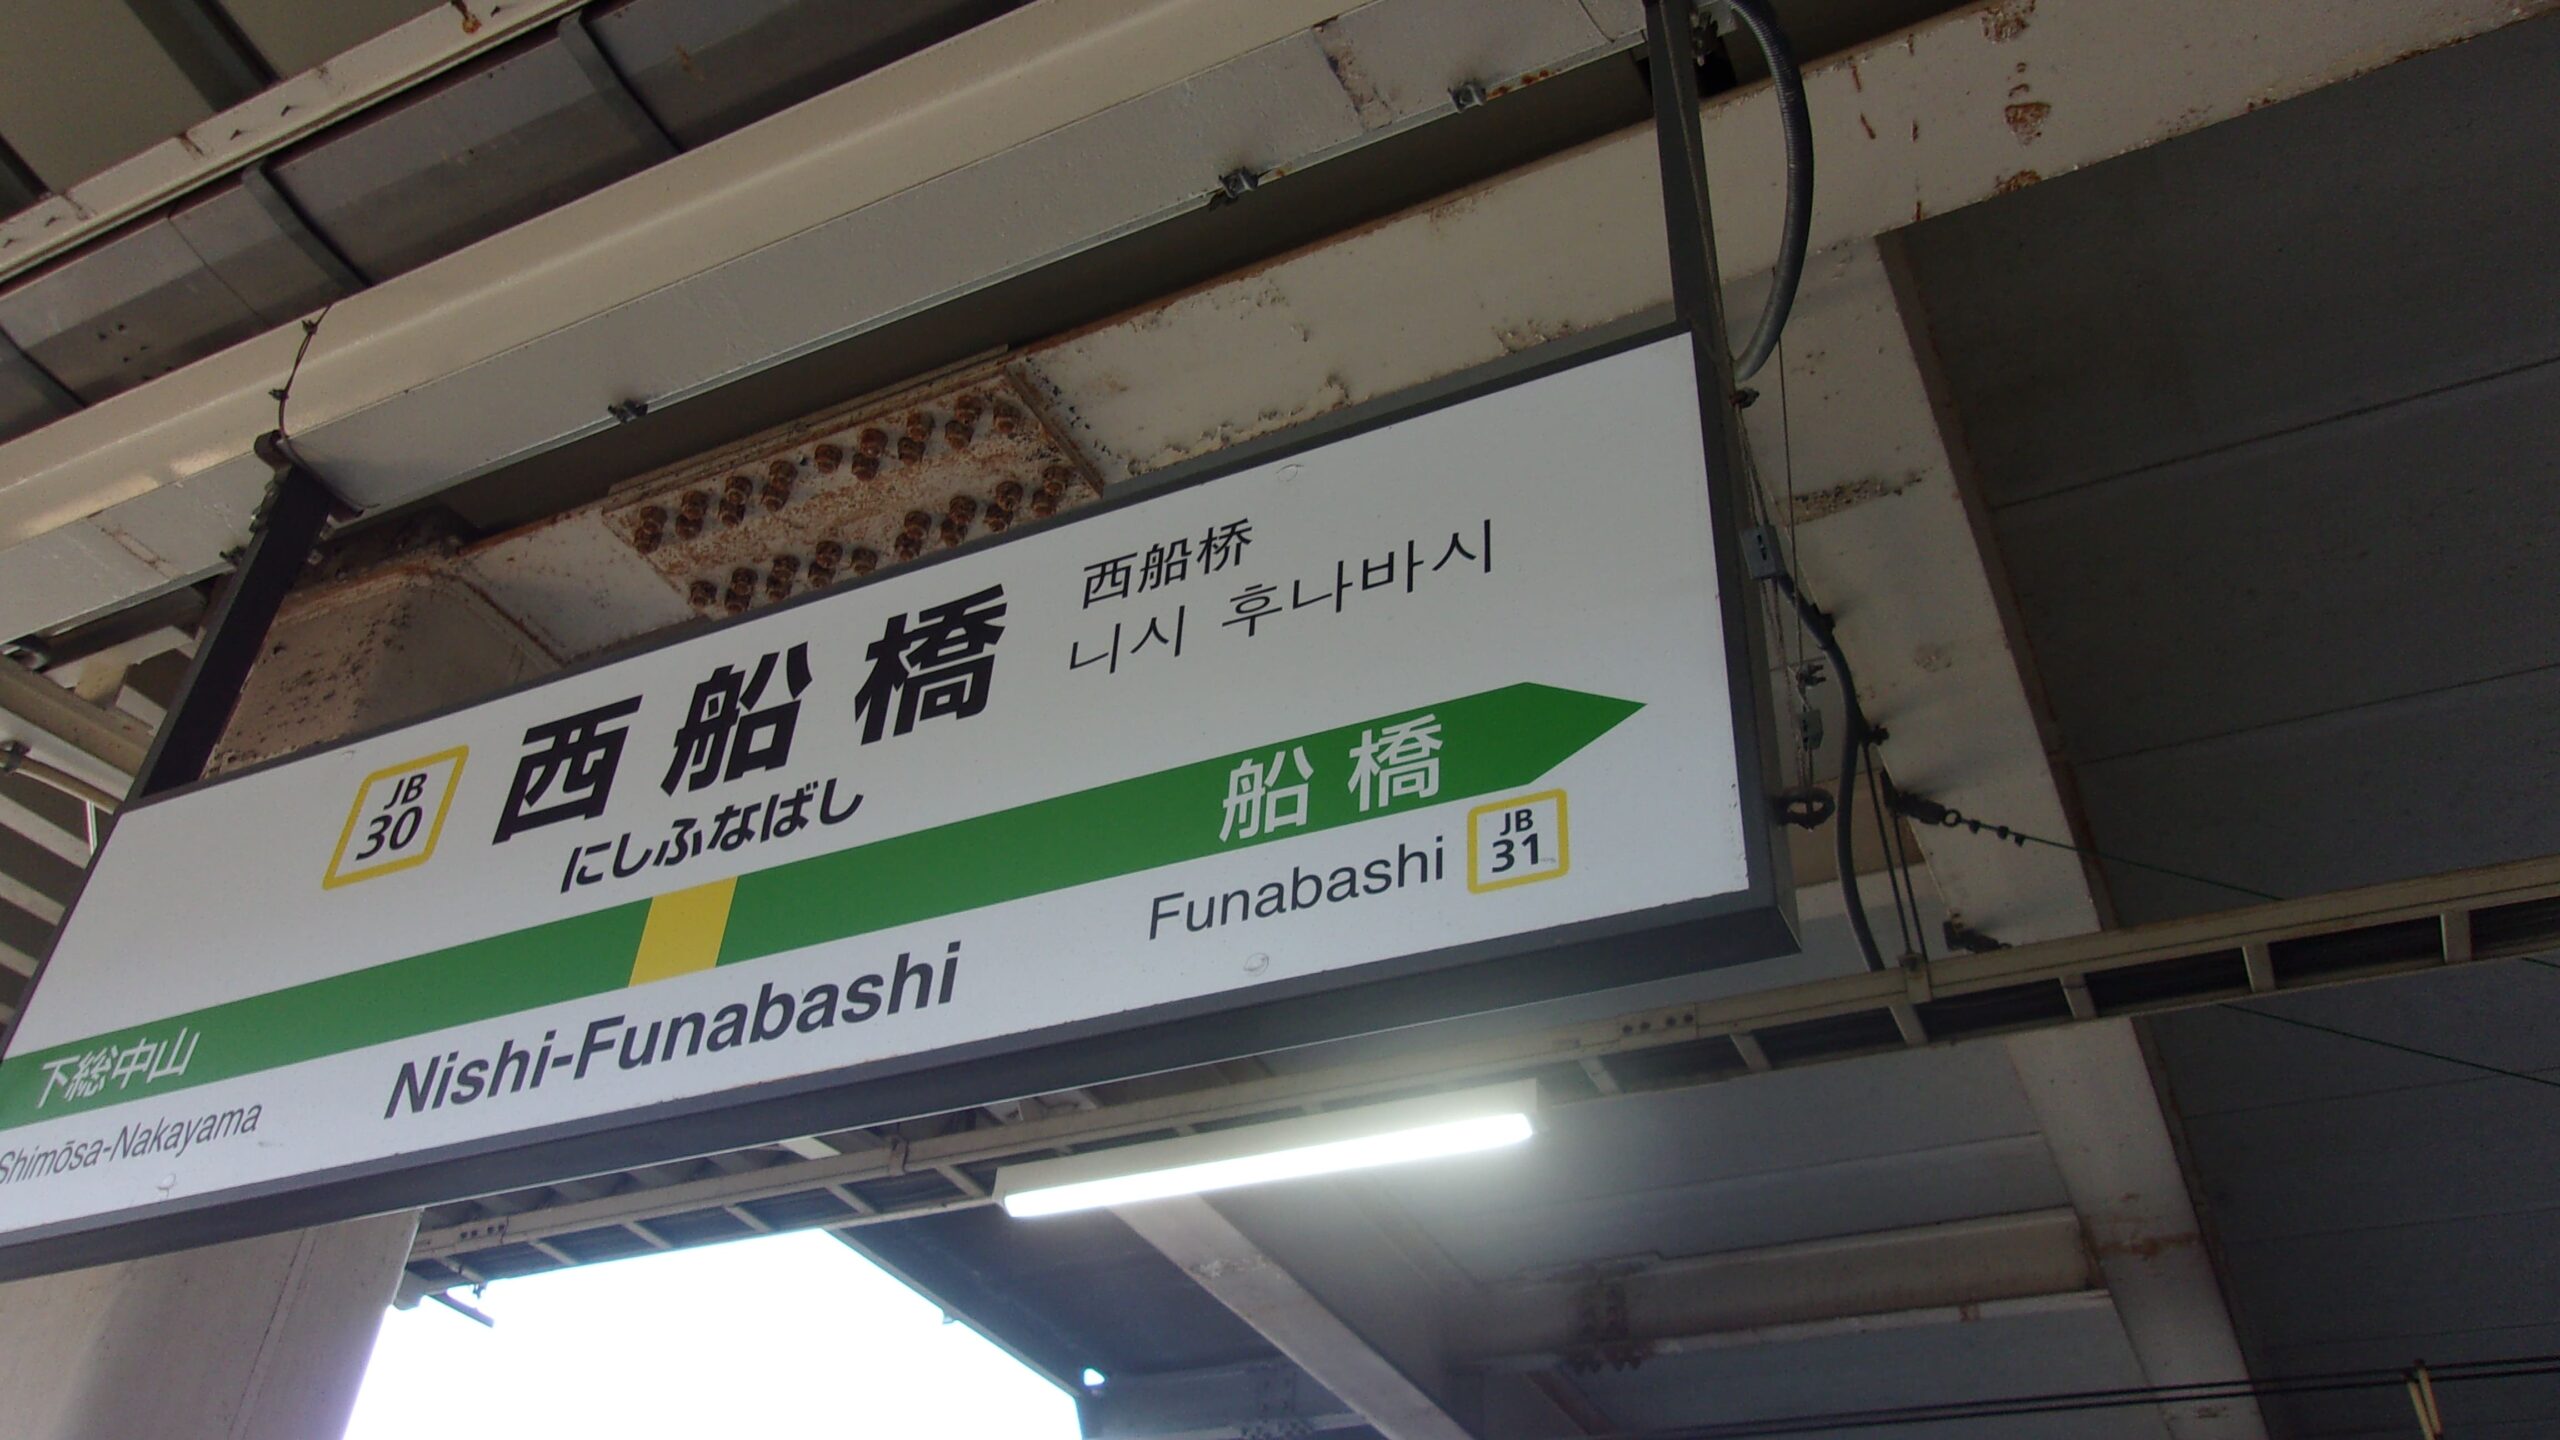 JB
30
西船橋
にしふなばし
西船桥
니시 후나바시
船橋
Funabashi
JB
31
下総中山
Shimōsa-Nakayama
Nishi-Funabashi